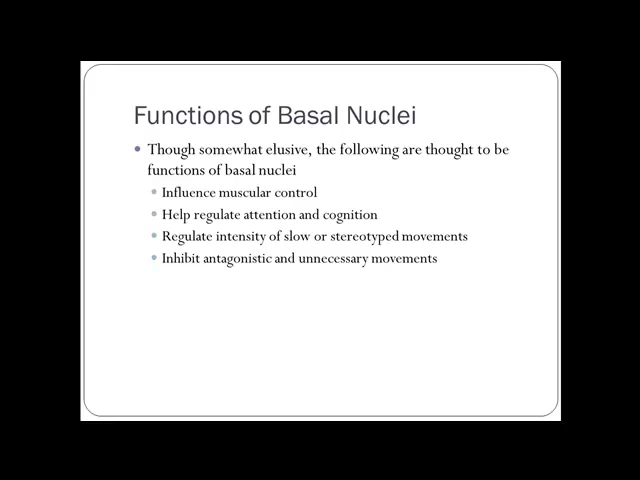 Functions of Basal Nuclei
Though somewhat elusive, the following are thought to be
functions of basal nuclei
Influence muscular control
Help regulate attention and cognition
Regulate intensity of slow or stereotyped movements
Inhibit antagonistic and unnecessary movements